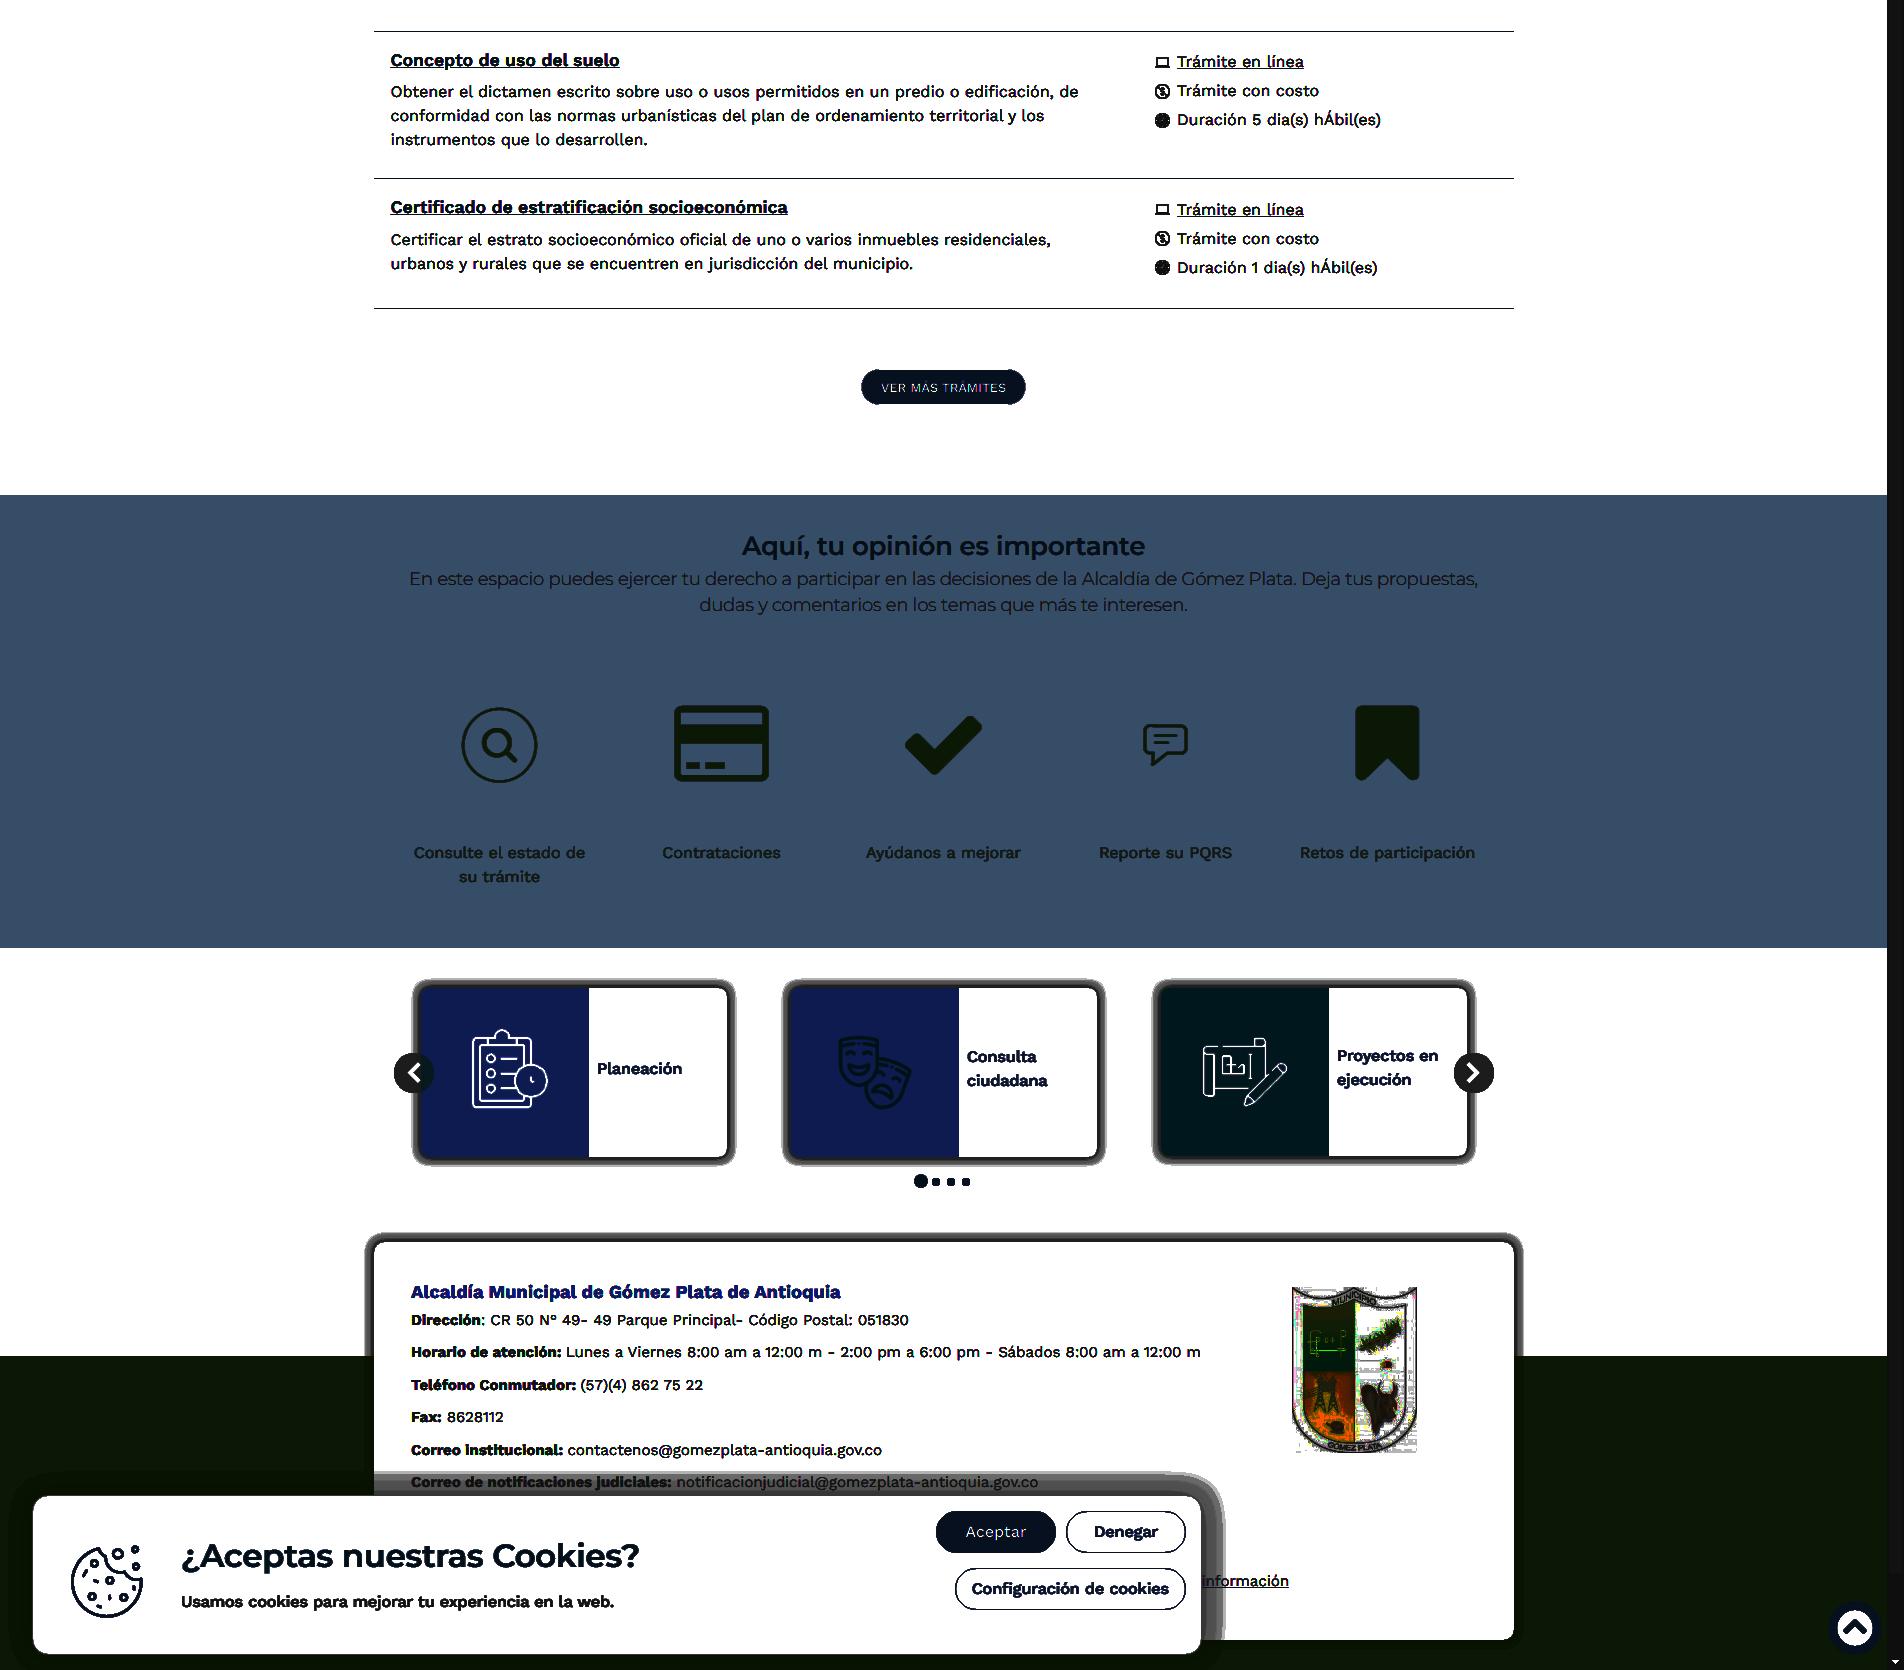 Concepto de uso del suelo
Obtener el dictamen escrito sobre uso o usos permitidos en un predio o edificación, de
conformidad con las normas urbanísticas del plan de ordenamiento territorial y los
instrumentos que lo desarrollen.
Trámite en línea
Trámite con costo
Duración 5 dia(s) hÁbil(es)
Certificado de estratificación socioeconómica
Certificar el estrato socioeconómico oficial de uno o varios inmuebles residenciales,
urbanos y rurales que se encuentren en jurisdicción del municipio.
Trámite en línea
Trámite con costo
Duración 1 dia(s) hÁbil(es)
VER MÁS TRÁMITES
Aquí, tu opinión es importante
En este espacio puedes ejercer tu derecho a participar en las decisiones de la Alcaldía de Gómez Plata. Deja tus propuestas,
dudas y comentarios en los temas que más te interesen.
Consulte el estado de
su trámite
Contrataciones
Ayúdanos a mejorar
Reporte su PQRS
Retos de participación
Planeación
Consulta
ciudadana
Proyectos en
ejecución
Alcaldía Municipal de Gómez Plata de Antioquia
Dirección: CR 50 N° 49- 49 Parque Principal- Código Postal: 051830
Horario de atención: Lunes a Viernes 8:00 am a 12:00 m - 2:00 pm a 6:00 pm - Sábados 8:00 am a 12:00 m
Teléfono Conmutador: (57)(4) 862 75 22
Fax: 8628112
Correo institucional: contactenos@gomezplata-antioquia.gov.co
Correo de notificaciones judiciales: notificacionjudicial@gomezplata-antioquia.gov.co
MUNICIPIO
GÓMEZ PLATA
información
¿Aceptas nuestras Cookies?
Usamos cookies para mejorar tu experiencia en la web.
Aceptar
Denegar
Configuración de cookies